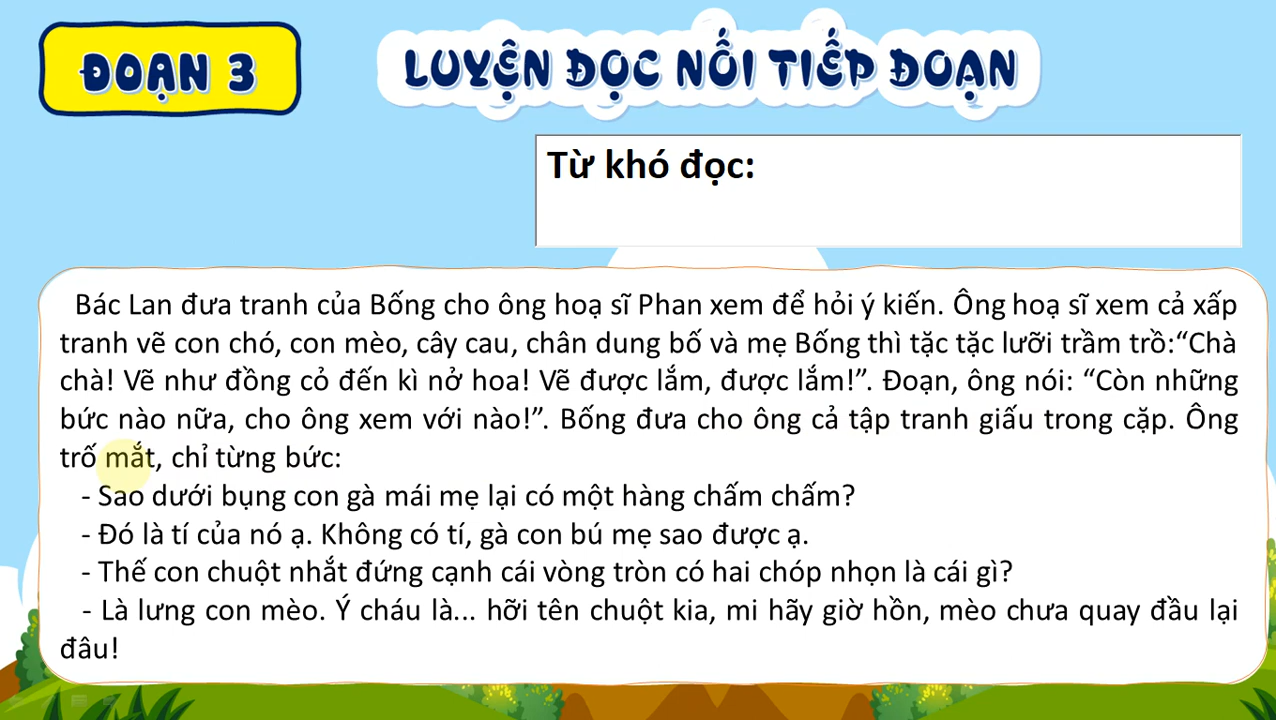 ĐOẠN 3
LUYỆN ĐỌC NỐI TIẾP ĐOẠN
Từ khó đọc:
Bác Lan đưa tranh của Bống cho ông hoạ sĩ Phan xem để hỏi ý kiến. Ông hoạ sĩ xem cả xấp
tranh vẽ con chó, con mèo, cây cau, chân dung bố và mẹ Bống thì tặc tặc lưỡi trầm trồ:“Chà
chà! Vẽ như đồng cỏ đến kì nở hoa! Vẽ được lắm, được lắm!”. Đoạn, ông nói: “Còn những
bức nào nữa, cho ông xem với nào!”. Bống đưa cho ông cả tập tranh giấu trong cặp. Ông
trố mắt, chỉ từng bức:
- Sao dưới bụng con gà mái mẹ lại có một hàng chấm chấm?
- Đó là tí của nó ạ. Không có tí, gà con bú mẹ sao được ạ.
- Thế con chuột nhắt đứng cạnh cái vòng tròn có hai chóp nhọn là cái gì?
- Là lưng con mèo. Ý cháu là... hỡi tên chuột kia, mi hãy giờ hồn, mèo chưa quay đầu lại
đâu!